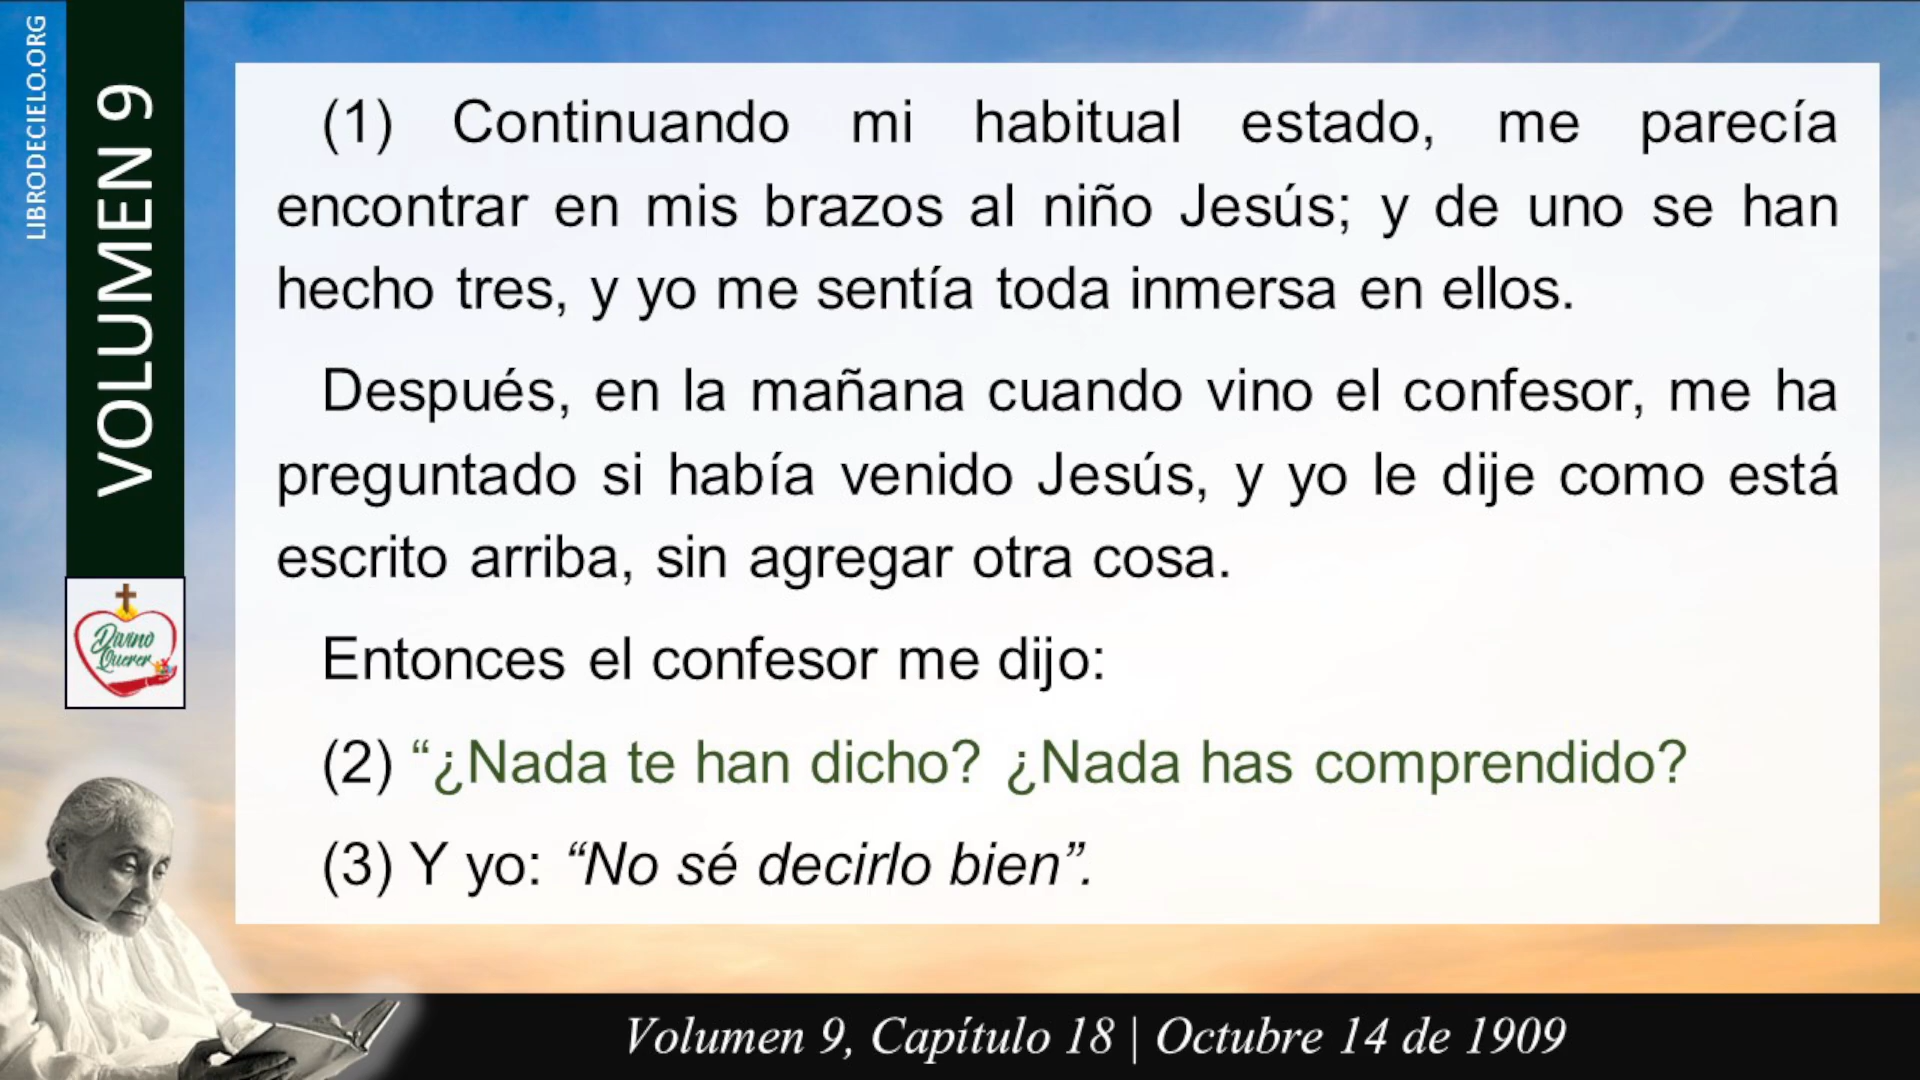 LIBRODECIELO.ORG
VOLUMEN 9
Divino
Querer
(1) Continuando mi habitual estado, me parecía
encontrar en mis brazos al niño Jesús; y de uno se han
hecho tres, y yo me sentía toda inmersa en ellos.
Después, en la mañana cuando vino el confesor, me ha
preguntado si había venido Jesús, y yo le dije como está
escrito arriba, sin agregar otra cosa.
Entonces el confesor me dijo:
(2) “¿Nada te han dicho? ¿Nada has comprendido?
(3) Y yo: “No sé decirlo bien”.
Volumen 9, Capítulo 18 | Octubre 14 de 1909